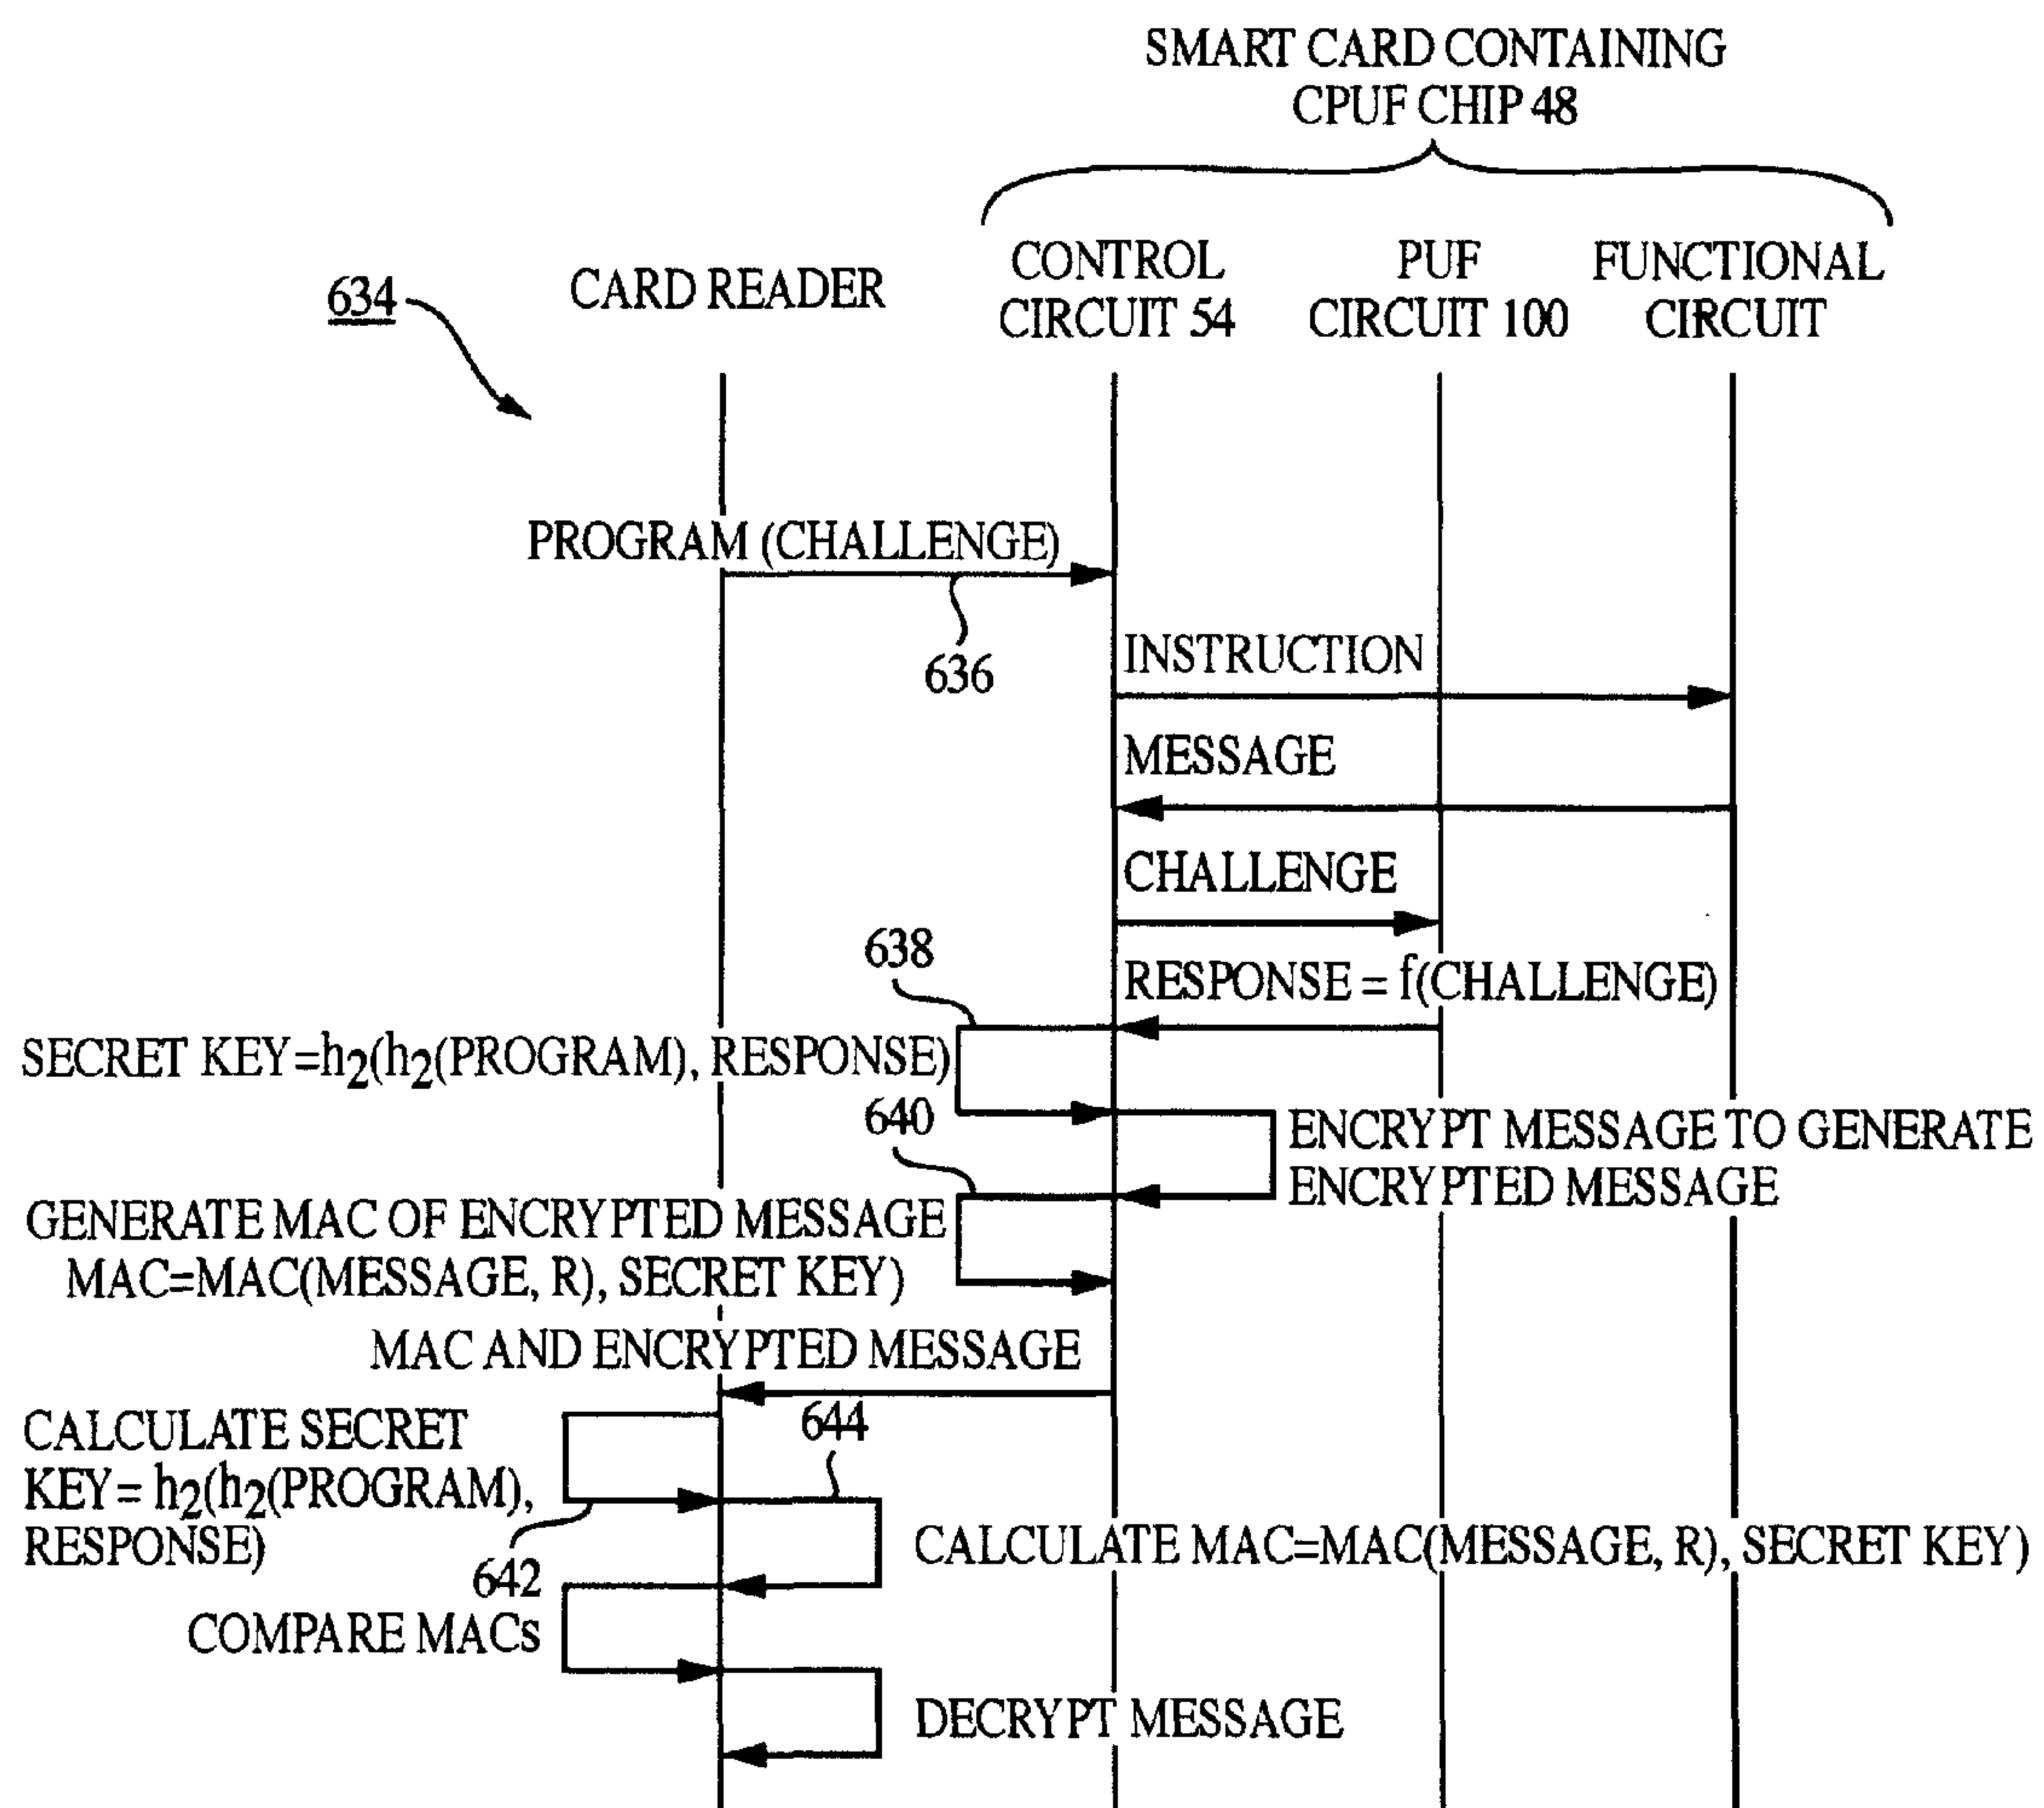 SMART CARD CONTAINING
CPUF CHIP 48
634
CARD READER
CONTROL
CIRCUIT 54
PUF
CIRCUIT 100
FUNCTIONAL
CIRCUIT
PROGRAM (CHALLENGE)
636
INSTRUCTION
MESSAGE
CHALLENGE
638
RESPONSE = f(CHALLENGE)
SECRET KEY=h2(h2(PROGRAM), RESPONSE)
640
ENCRYPT MESSAGE TO GENERATE
ENCRYPTED MESSAGE
GENERATE MAC OF ENCRYPTED MESSAGE
MAC=MAC(MESSAGE, R), SECRET KEY)
MAC AND ENCRYPTED MESSAGE
644
CALCULATE SECRET
KEY= h2(h2(PROGRAM),
RESPONSE)
642
CALCULATE MAC=MAC(MESSAGE, R), SECRET KEY)
COMPARE MACs
DECRYPT MESSAGE